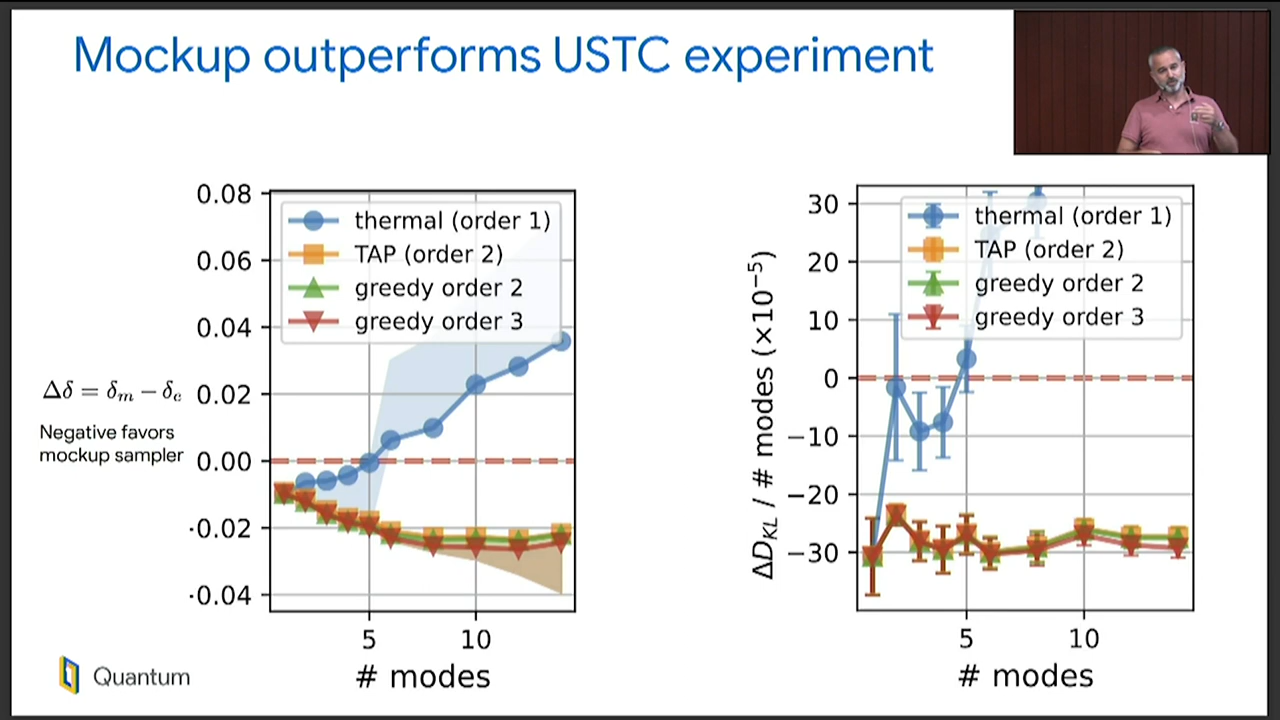 Mockup outperforms USTC experiment
0.08
0.06
0.04
0.02
0.00
-0.02
-0.04
thermal (order 1)
TAP (order 2)
greedy order 2
greedy order 3
Δδ = δm − δc
Negative favors
mockup sampler
5
10
# modes
ΔD_KL / # modes (×10⁻⁵)
30
20
10
0
−10
−20
−30
thermal (order 1)
TAP (order 2)
greedy order 2
greedy order 3
5
10
# modes
Quantum